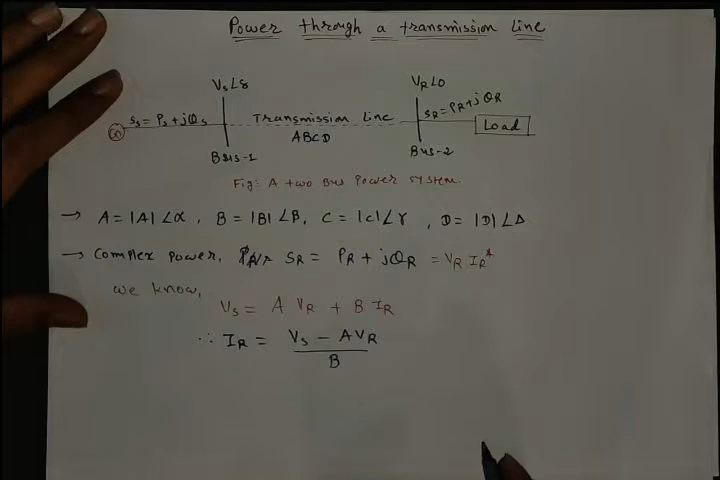 Power through a transmission line
Vs∠δ
VR∠0
Ss = Ps + jQs
Transmission line
SR = PR + jQR
ABCD
Load
Bus-1
Bus-2
Fig: A two Bus Power system
→ A = |A| ∠α, B = |B| ∠β, C = |C| ∠γ, D = |D| ∠Δ
→ Complex power, SR = PR + jQR = VR IR*
we know,
Vs = A VR + B IR
∴ IR = Vs - AVR
B